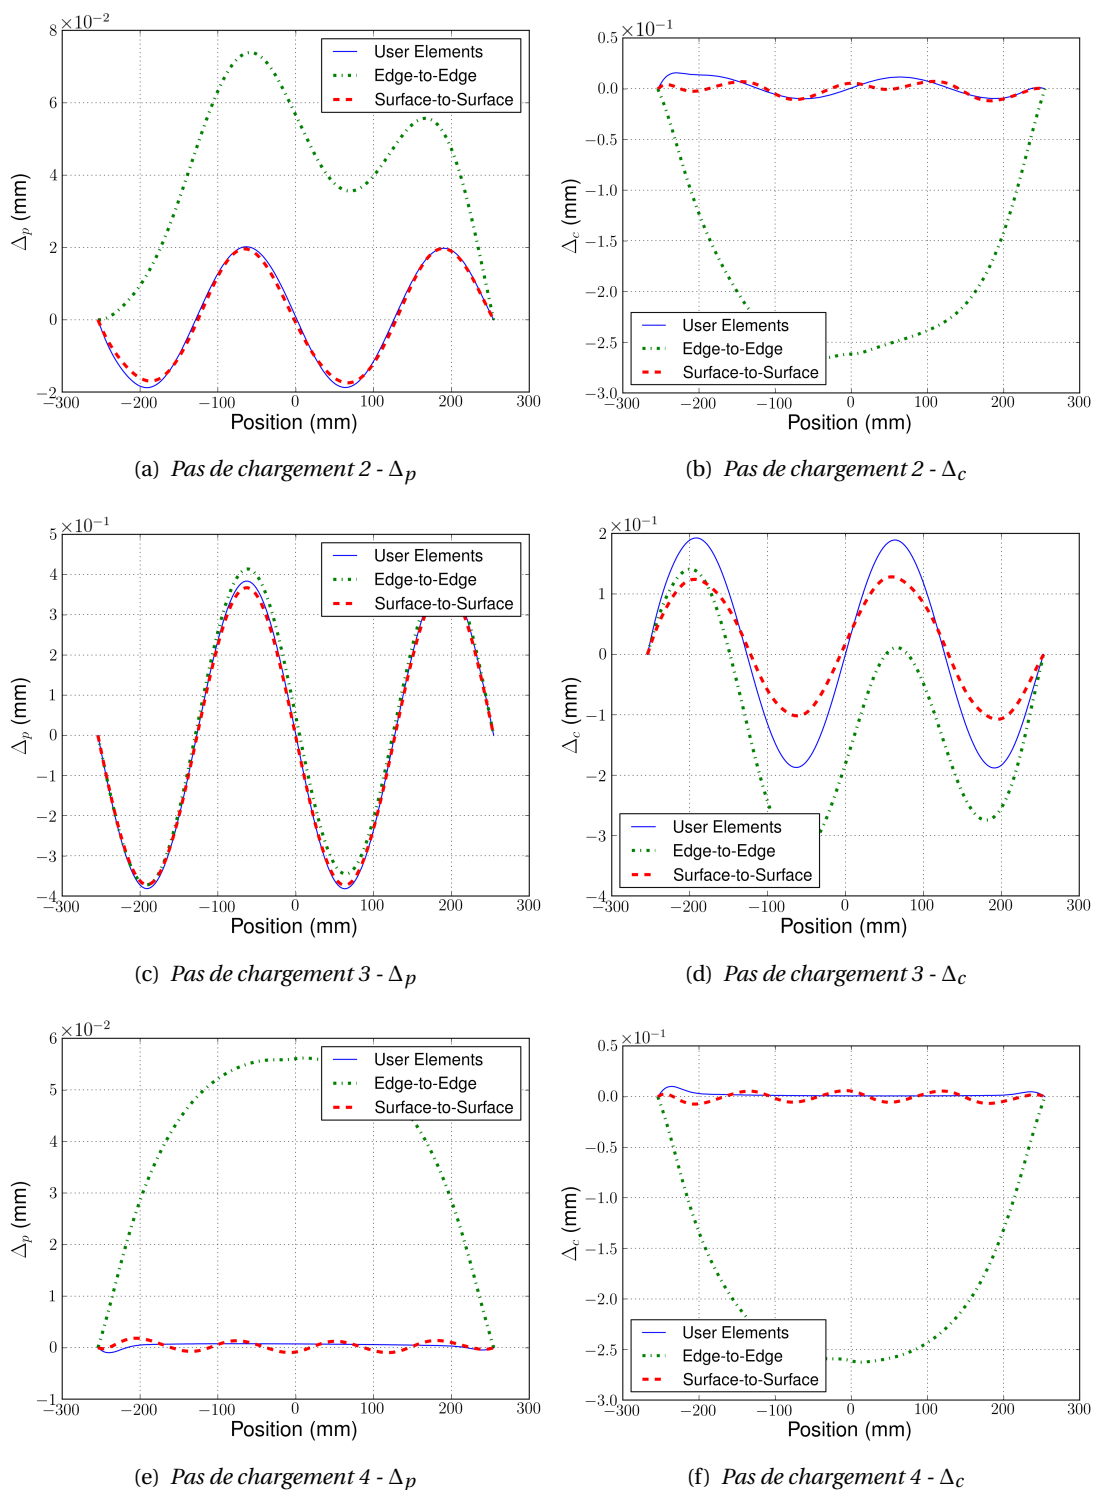 ×10⁻²
8
6
4
2
0
−2
Δp (mm)
−300 −200 −100 0 100 200 300
Position (mm)
User Elements
Edge-to-Edge
Surface-to-Surface
(a) Pas de chargement 2 - Δp
×10⁻¹
0.5
0.0
−0.5
−1.0
−1.5
−2.0
−2.5
−3.0
Δc (mm)
−300 −200 −100 0 100 200 300
Position (mm)
User Elements
Edge-to-Edge
Surface-to-Surface
(b) Pas de chargement 2 - Δc
×10⁻¹
5
4
3
2
1
0
−1
−2
−3
−4
Δp (mm)
−300 −200 −100 0 100 200 300
Position (mm)
User Elements
Edge-to-Edge
Surface-to-Surface
(c) Pas de chargement 3 - Δp
×10⁻¹
2
1
0
−1
−2
−3
−4
Δc (mm)
−300 −200 −100 0 100 200 300
Position (mm)
User Elements
Edge-to-Edge
Surface-to-Surface
(d) Pas de chargement 3 - Δc
×10⁻²
6
5
4
3
2
1
0
−1
Δp (mm)
−300 −200 −100 0 100 200 300
Position (mm)
User Elements
Edge-to-Edge
Surface-to-Surface
(e) Pas de chargement 4 - Δp
×10⁻¹
0.5
0.0
−0.5
−1.0
−1.5
−2.0
−2.5
−3.0
Δc (mm)
−300 −200 −100 0 100 200 300
Position (mm)
User Elements
Edge-to-Edge
Surface-to-Surface
(f) Pas de chargement 4 - Δc